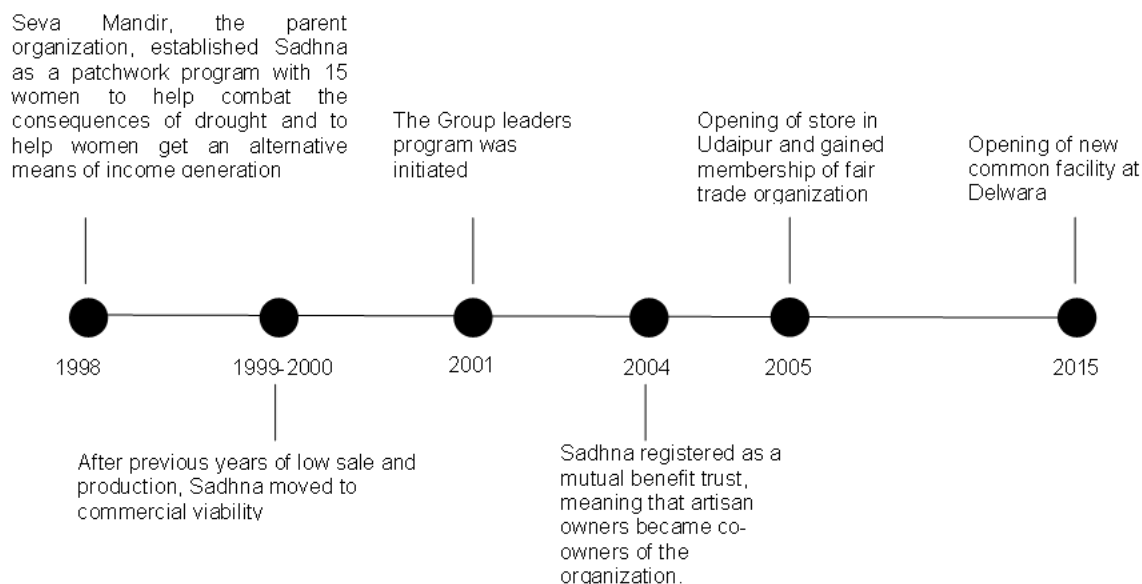 Seva Mandir, the parent
organization, established Sadhna
as a patchwork program with 15
women to help combat the
consequences of drought and to
help women get an alternative
means of income generation
The Group leaders
program was
initiated
Opening of store in
Udaipur and gained
membership of fair
trade organization
Opening of new
common facility at
Delwara
1998
1999-2000
2001
2004
2005
2015
After previous years of low sale and
production, Sadhna moved to
commercial viability
Sadhna registered as a
mutual benefit trust,
meaning that artisan
owners became co-
owners of the
organization.